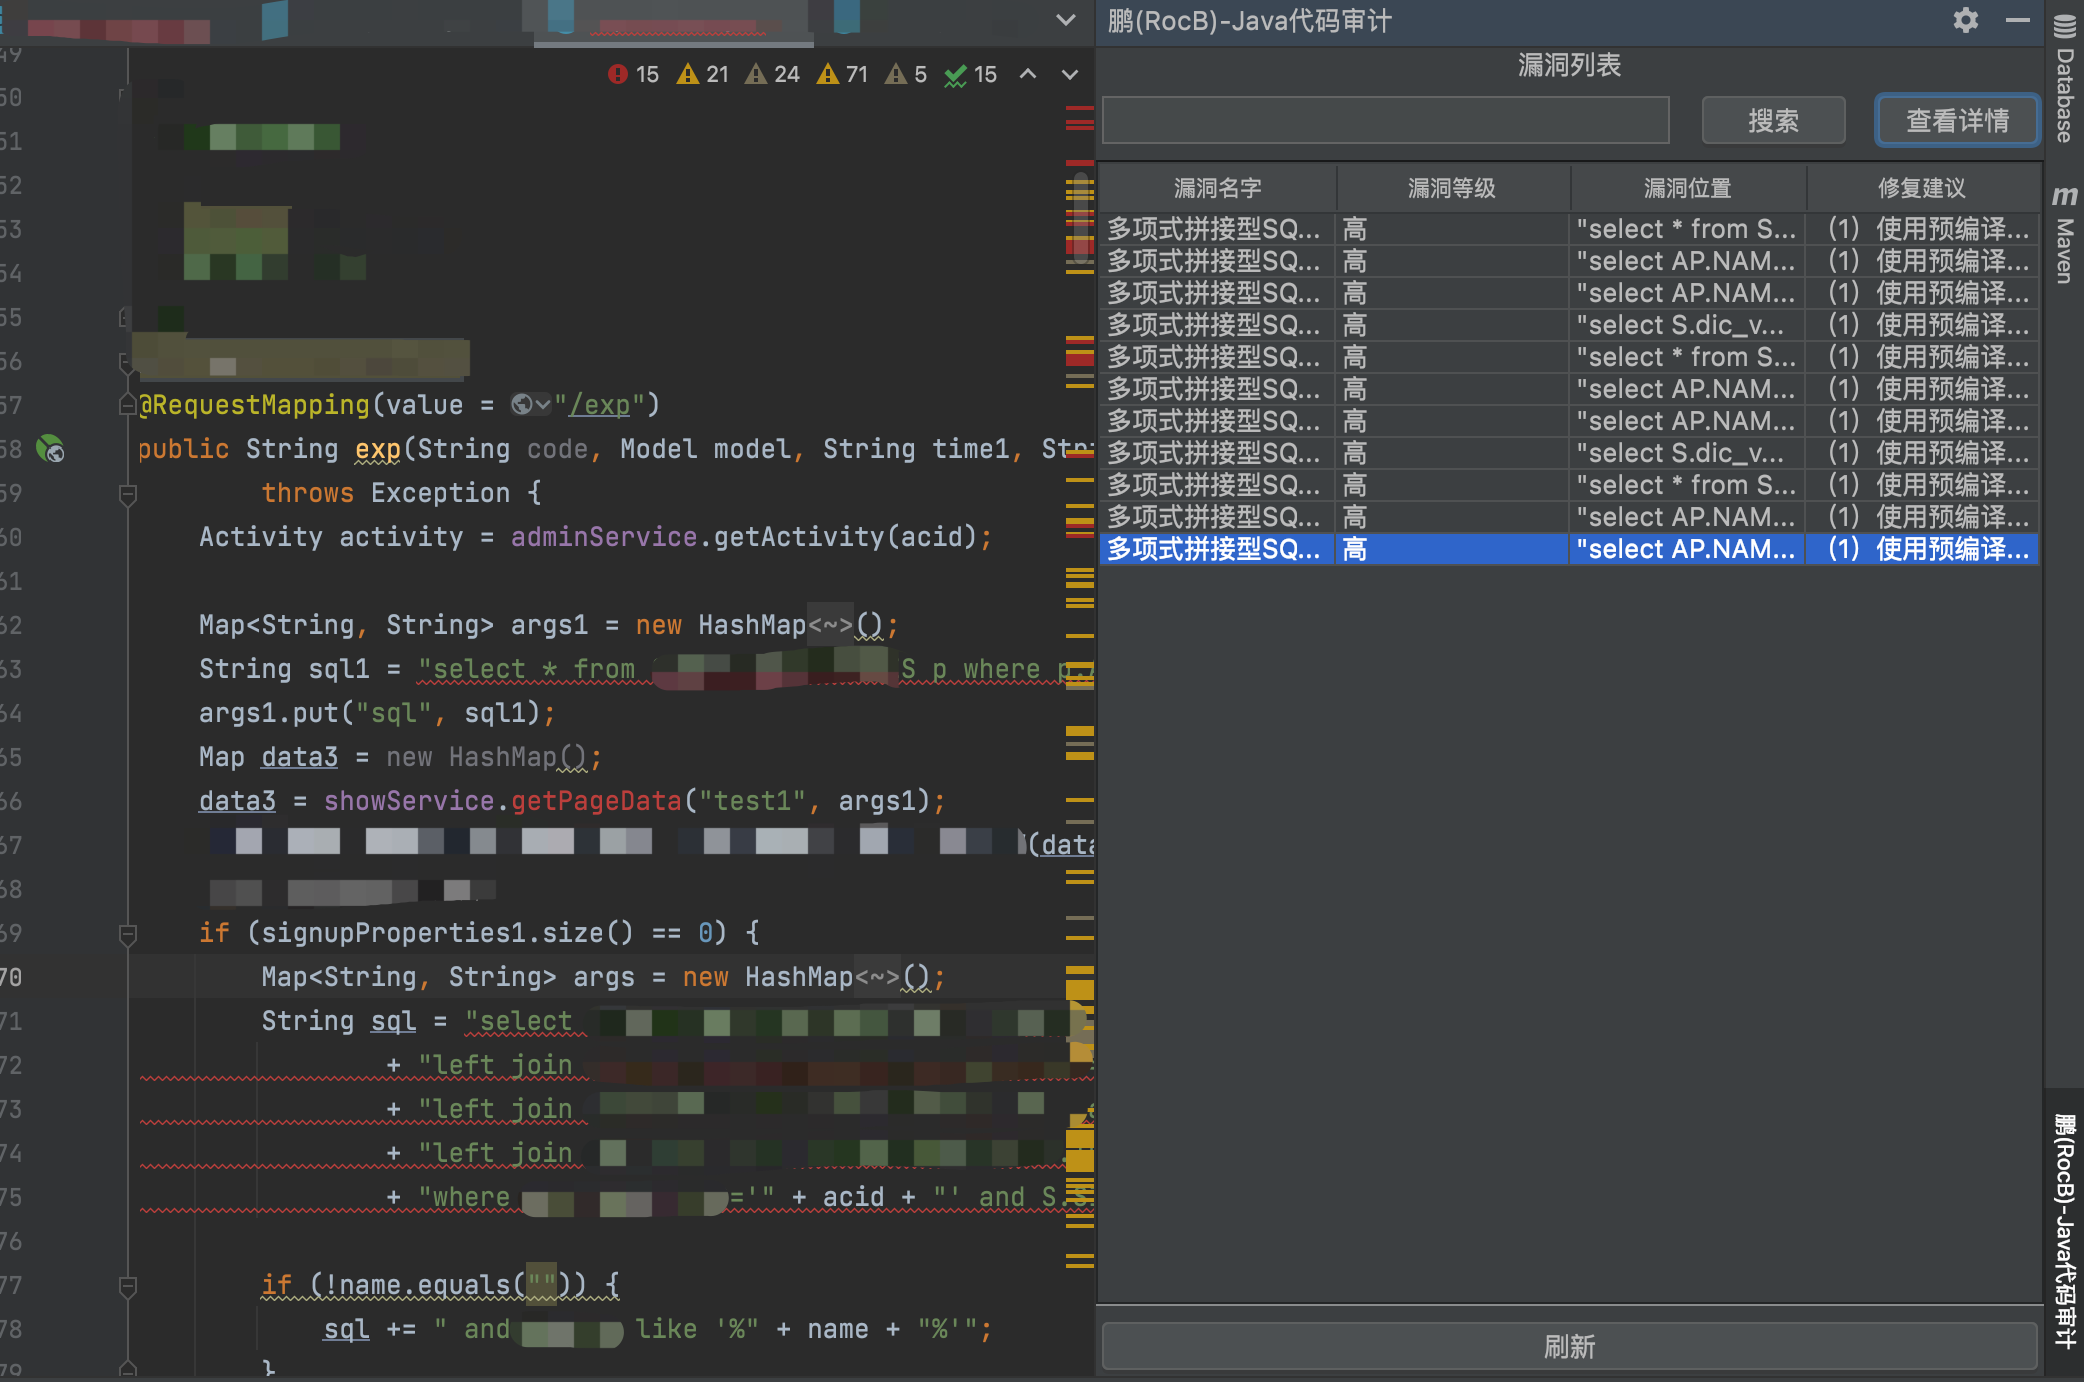 鹏(RocB)-Java代码审计
漏洞列表
搜索
查看详情
15 21 24 71 5 15
漏洞名字 漏洞等级 漏洞位置 修复建议
多项式拼接型SQ... 高 "select * from S... （1）使用预编译...
多项式拼接型SQ... 高 "select AP.NAM... （1）使用预编译...
多项式拼接型SQ... 高 "select AP.NAM... （1）使用预编译...
多项式拼接型SQ... 高 "select S.dic_v... （1）使用预编译...
多项式拼接型SQ... 高 "select * from S... （1）使用预编译...
多项式拼接型SQ... 高 "select AP.NAM... （1）使用预编译...
多项式拼接型SQ... 高 "select AP.NAM... （1）使用预编译...
多项式拼接型SQ... 高 "select S.dic_v... （1）使用预编译...
多项式拼接型SQ... 高 "select * from S... （1）使用预编译...
多项式拼接型SQ... 高 "select AP.NAM... （1）使用预编译...
多项式拼接型SQ... 高 "select AP.NAM... （1）使用预编译...
刷新
Database
Maven
鹏(RocB)-Java代码审计
49
50
51
52
53
54
55
56
57 @RequestMapping(value = "/exp")
58 public String exp(String code, Model model, String time1, Str
59 throws Exception {
60 Activity activity = adminService.getActivity(acid);
61
62 Map<String, String> args1 = new HashMap<~>();
63 String sql1 = "select * from S p where p.
64 args1.put("sql", sql1);
65 Map data3 = new HashMap();
66 data3 = showService.getPageData("test1", args1);
67 (data
68
69 if (signupProperties1.size() == 0) {
70 Map<String, String> args = new HashMap<~>();
71 String sql = "select
72 + "left join
73 + "left join
74 + "left join
75 + "where ='" + acid + "' and S.S
76
77 if (!name.equals("")) {
78 sql += " and like '%" + name + "%'";
79 }